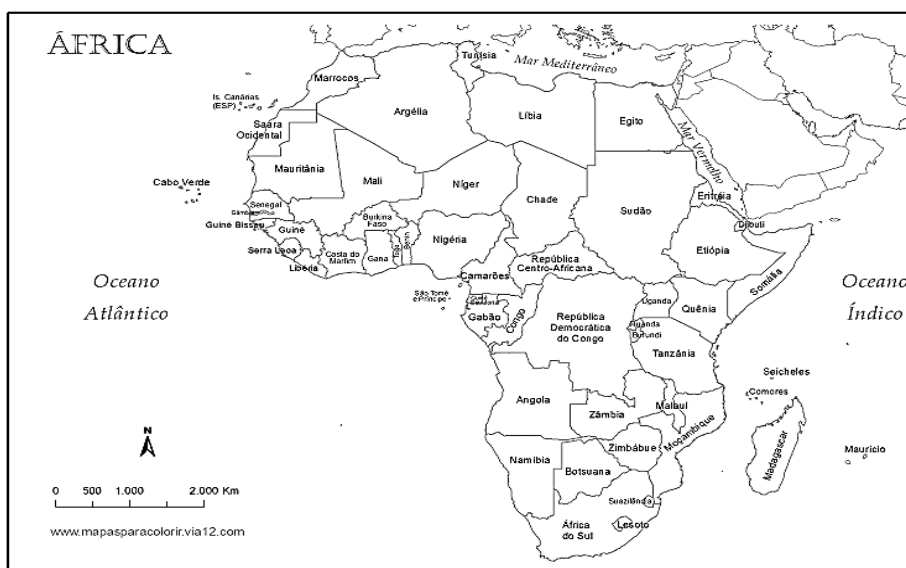 ÁFRICA
Tunísia
Mar Mediterrâneo
Marrocos
Is. Canárias
(ESP)
Argélia
Líbia
Egito
Saara
Ocidental
Mar Vermelho
Mauritânia
Mali
Níger
Chade
Sudão
Eritréia
Cabo Verde
Senegal
Guiné Bissau
Guiné
Burkina
Faso
Djibuti
Serra Leoa
Libéria
Costa do
Marfim
Gana
Togo
Benin
Nigéria
Etiópia
República
Centro-Africana
Camarões
Somália
Oceano
Atlântico
Oceano
Índico
São Tomé
e Príncipe
Gabão
Congo
República
Democrática
do Congo
Uganda
Quênia
Ruanda
Burundi
Tanzânia
Seicheles
Comores
Angola
Zâmbia
Malaui
Moçambique
Madagascar
Mauricio
Zimbábue
Namíbia
Botsuana
Suazilândia
Lesoto
África
do Sul
N
0 500 1.000 2.000 Km
www.mapasparacolorir.via12.com